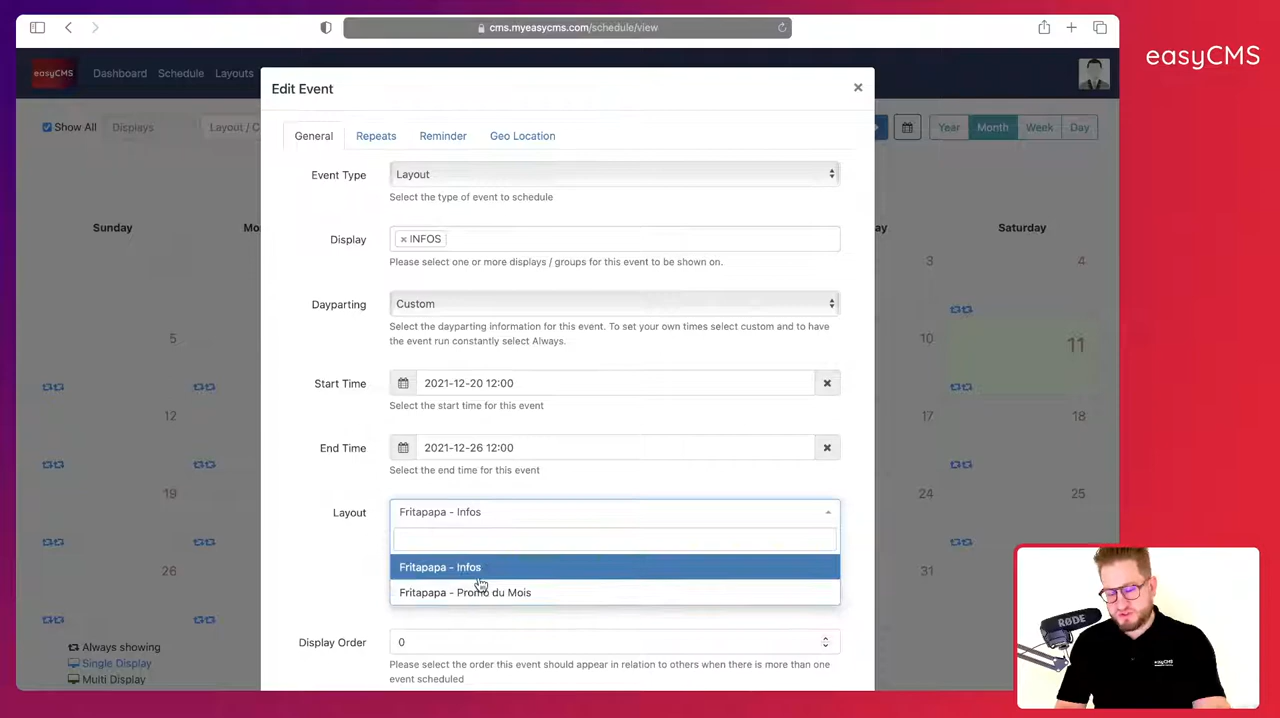 cms.myeasycms.com/schedule/view
easyCMS
easyCMS
Dashboard
Schedule
Layouts
Show All
Displays
Layout / C
Year
Month
Week
Day
Edit Event
×
General
Repeats
Reminder
Geo Location
Event Type
Layout
Select the type of event to schedule
Display
× INFOS
Please select one or more displays / groups for this event to be shown on.
Dayparting
Custom
Select the dayparting information for this event. To set your own times select custom and to have
the event run constantly select Always.
Start Time
2021-12-20 12:00
Select the start time for this event
End Time
2021-12-26 12:00
Select the end time for this event
Layout
Fritapapa - Infos
Fritapapa - Infos
Fritapapa - Promo du Mois
Display Order
0
Please select the order this event should appear in relation to others when there is more than one
event scheduled
Sunday
Mo
ay
Saturday
3
4
5
10
11
12
17
18
19
24
25
26
31
Always showing
Single Display
Multi Display
RØDE
easyCMS